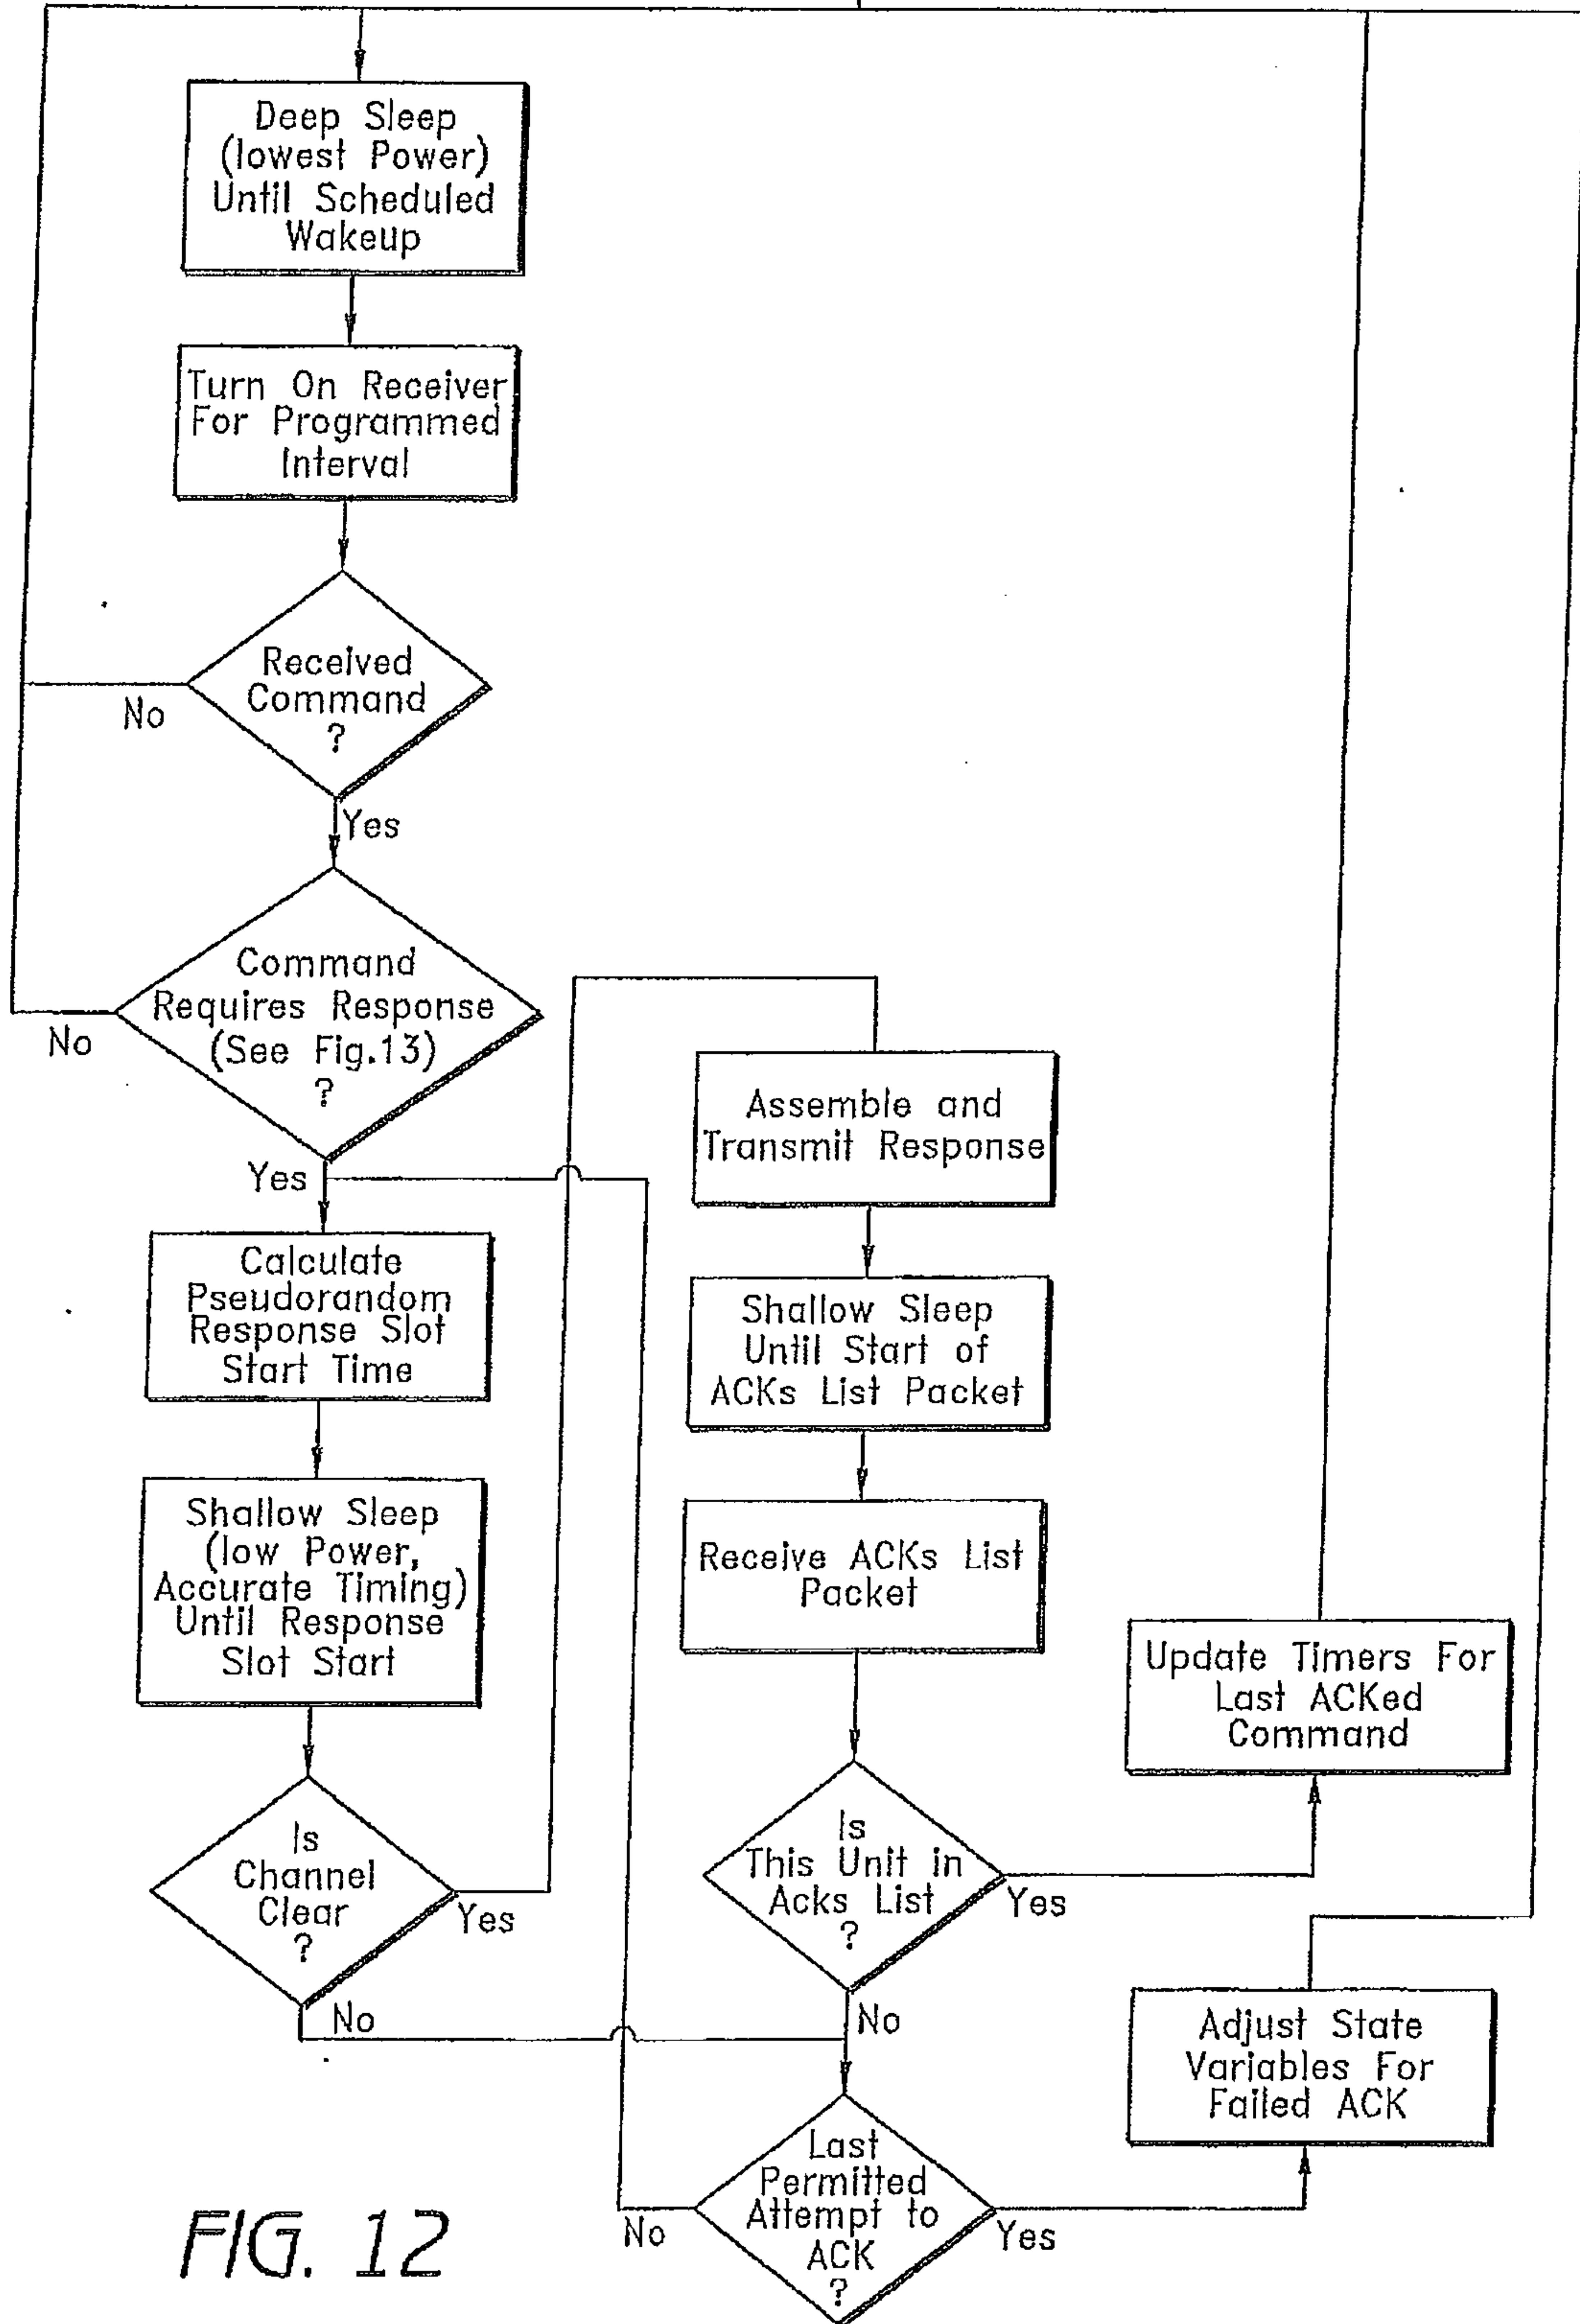 Deep Sleep
(lowest Power)
Until Scheduled
Wakeup
Turn On Receiver
For Programmed
Interval
Received
Command
?
No
Yes
Command
Requires Response
(See Fig.13)
?
No
Yes
Calculate
Pseudorandom
Response Slot
Start Time
Shallow Sleep
(low Power,
Accurate Timing)
Until Response
Slot Start
Is
Channel
Clear
?
Yes
No
Assemble and
Transmit Response
Shallow Sleep
Until Start of
ACKs List Packet
Receive ACKs List
Packet
Is
This Unit in
Acks List
?
Yes
No
Update Timers For
Last ACKed
Command
Last
Permitted
Attempt to
ACK
?
No
Yes
Adjust State
Variables For
Failed ACK
FIG. 12